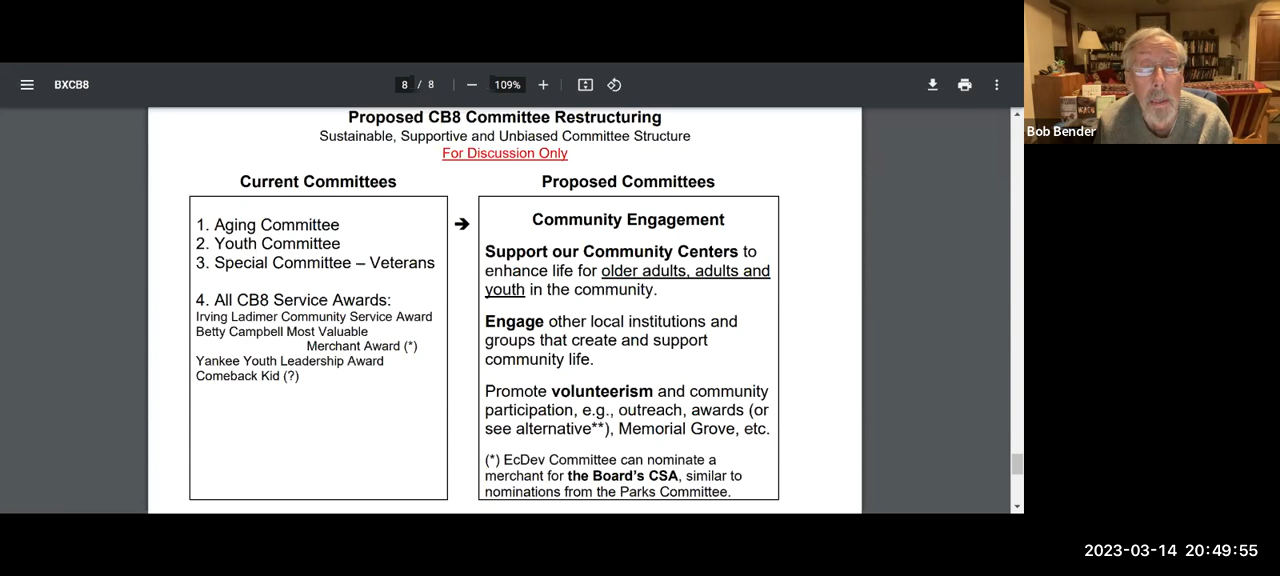 BXCB8
8 / 8
109%
Proposed CB8 Committee Restructuring
Sustainable, Supportive and Unbiased Committee Structure
For Discussion Only
Current Committees
1. Aging Committee
2. Youth Committee
3. Special Committee – Veterans
4. All CB8 Service Awards:
Irving Ladimer Community Service Award
Betty Campbell Most Valuable
Merchant Award (*)
Yankee Youth Leadership Award
Comeback Kid (?)
Proposed Committees
Community Engagement
Support our Community Centers to
enhance life for older adults, adults and
youth in the community.
Engage other local institutions and
groups that create and support
community life.
Promote volunteerism and community
participation, e.g., outreach, awards (or
see alternative**), Memorial Grove, etc.
(*) EcDev Committee can nominate a
merchant for the Board's CSA, similar to
nominations from the Parks Committee.
Bob Bender
2023-03-14 20:49:55